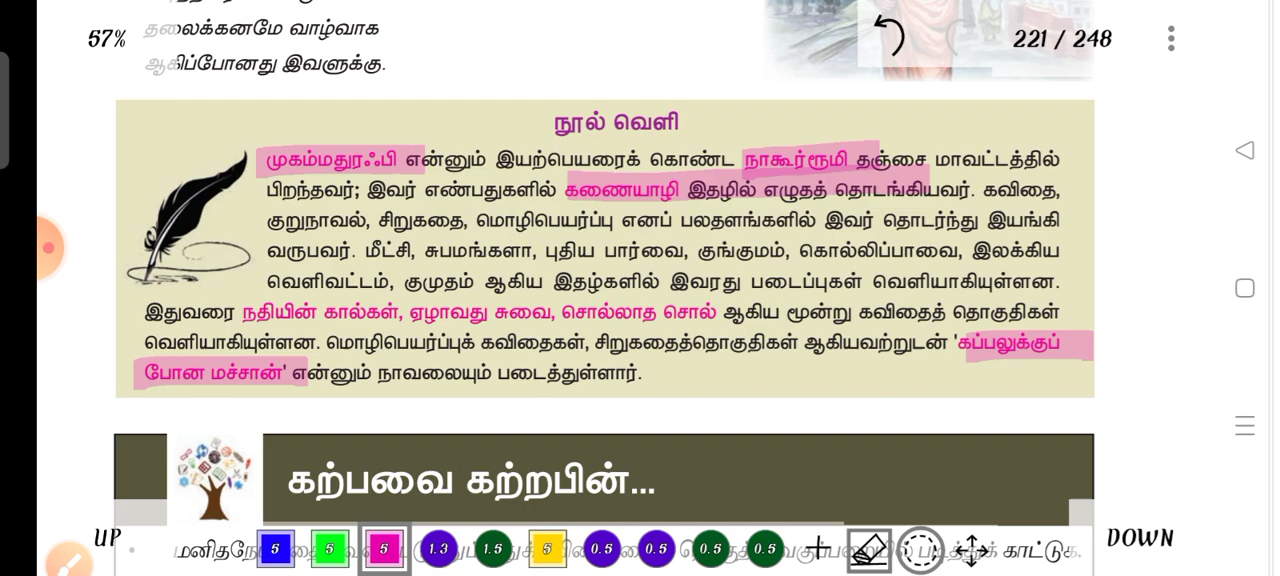 தலைக்கனமே வாழ்வாக
57%
221 / 248
ஆகிப்போனது இவளுக்கு.
நூல் வெளி
முகம்மதுரஃபி என்னும் இயற்பெயரைக் கொண்ட நாகூர்ரூமி தஞ்சை மாவட்டத்தில்
பிறந்தவர்; இவர் எண்பதுகளில் கணையாழி இதழில் எழுதத் தொடங்கியவர். கவிதை,
குறுநாவல், சிறுகதை, மொழிபெயர்ப்பு எனப் பலதளங்களில் இவர் தொடர்ந்து இயங்கி
வருபவர். மீட்சி, சுபமங்களா, புதிய பார்வை, குங்குமம், கொல்லிப்பாவை, இலக்கிய
வெளிவட்டம், குமுதம் ஆகிய இதழ்களில் இவரது படைப்புகள் வெளியாகியுள்ளன.
இதுவரை நதியின் கால்கள், ஏழாவது சுவை, சொல்லாத சொல் ஆகிய மூன்று கவிதைத் தொகுதிகள்
வெளியாகியுள்ளன. மொழிபெயர்ப்புக் கவிதைகள், சிறுகதைத்தொகுதிகள் ஆகியவற்றுடன் 'கப்பலுக்குப்
போன மச்சான்' என்னும் நாவலையும் படைத்துள்ளார்.
கற்பவை கற்றபின்...
UP
5 5 5 1.3 1.5 5 0.5 0.5 0.5 0.5
காட்டுக.
DOWN